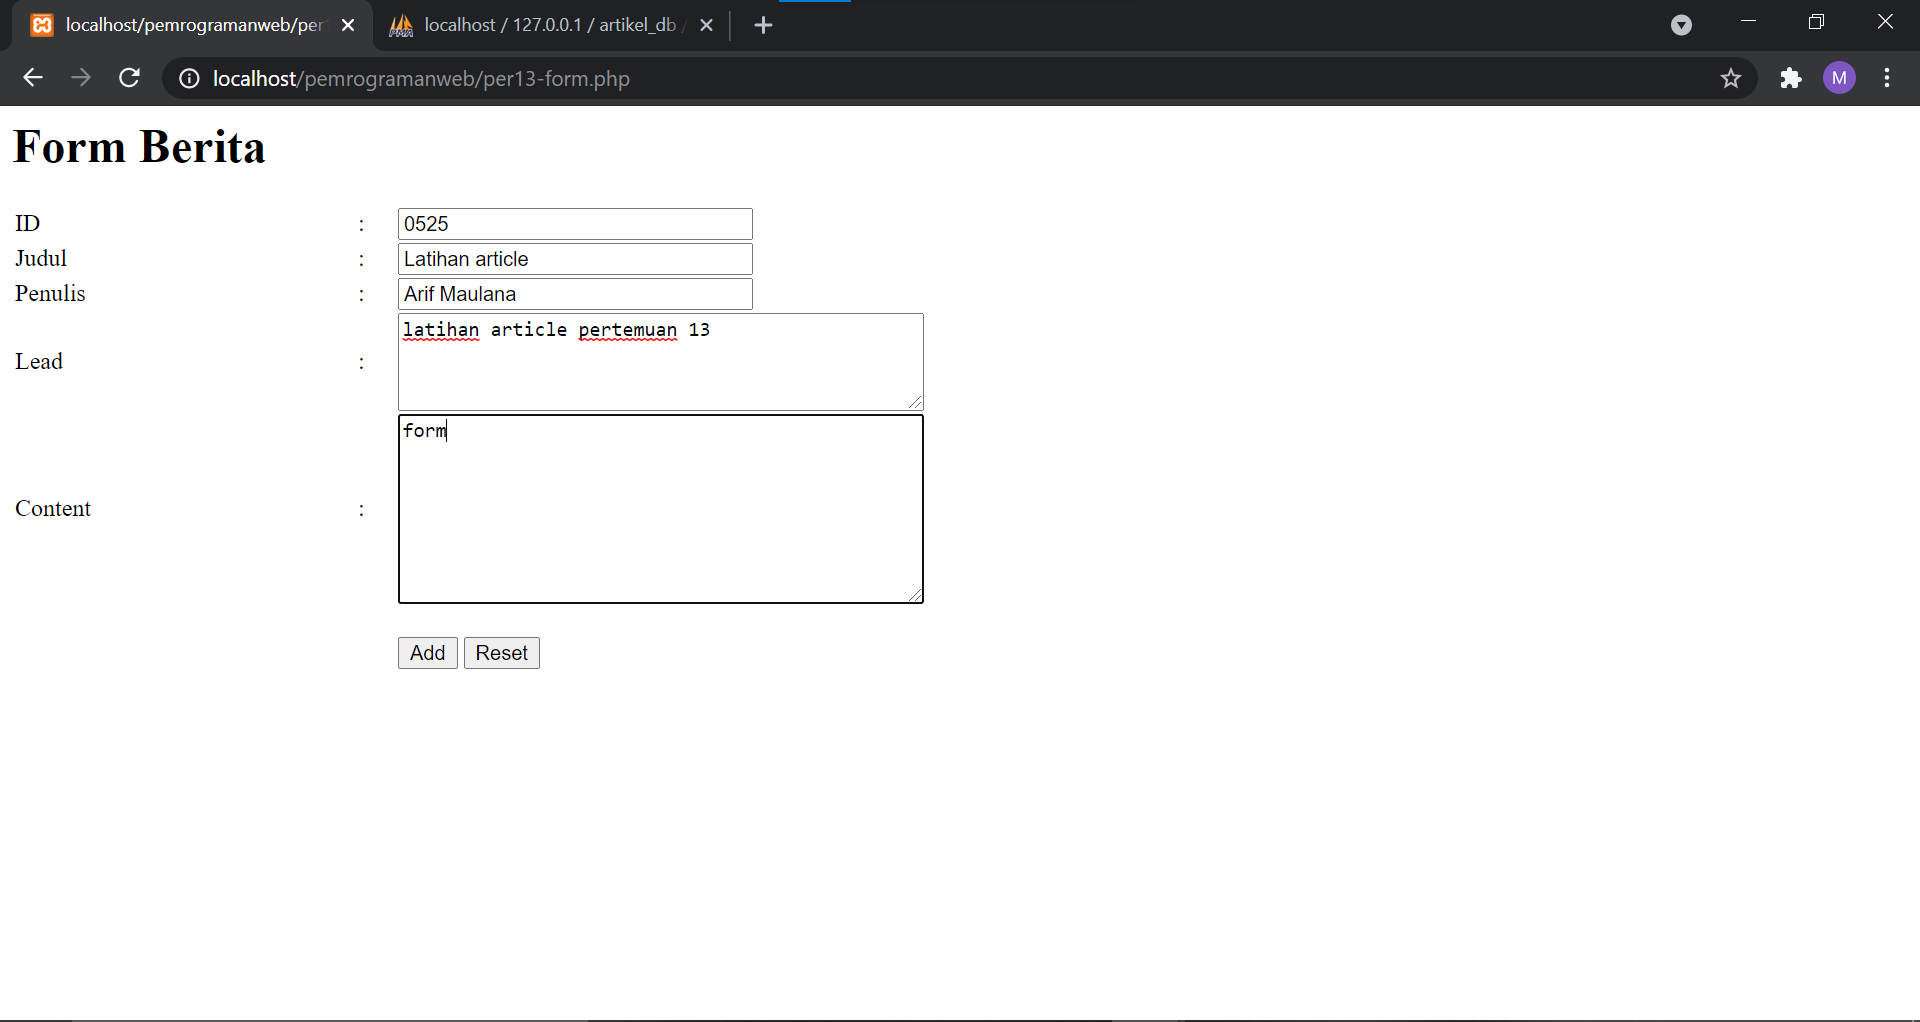 localhost/pemrogramanweb/per
localhost / 127.0.0.1 / artikel_db /
localhost/pemrogramanweb/per13-form.php
M
Form Berita
ID : 0525
Judul : Latihan article
Penulis : Arif Maulana
Lead : latihan article pertemuan 13
Content : form
Add Reset